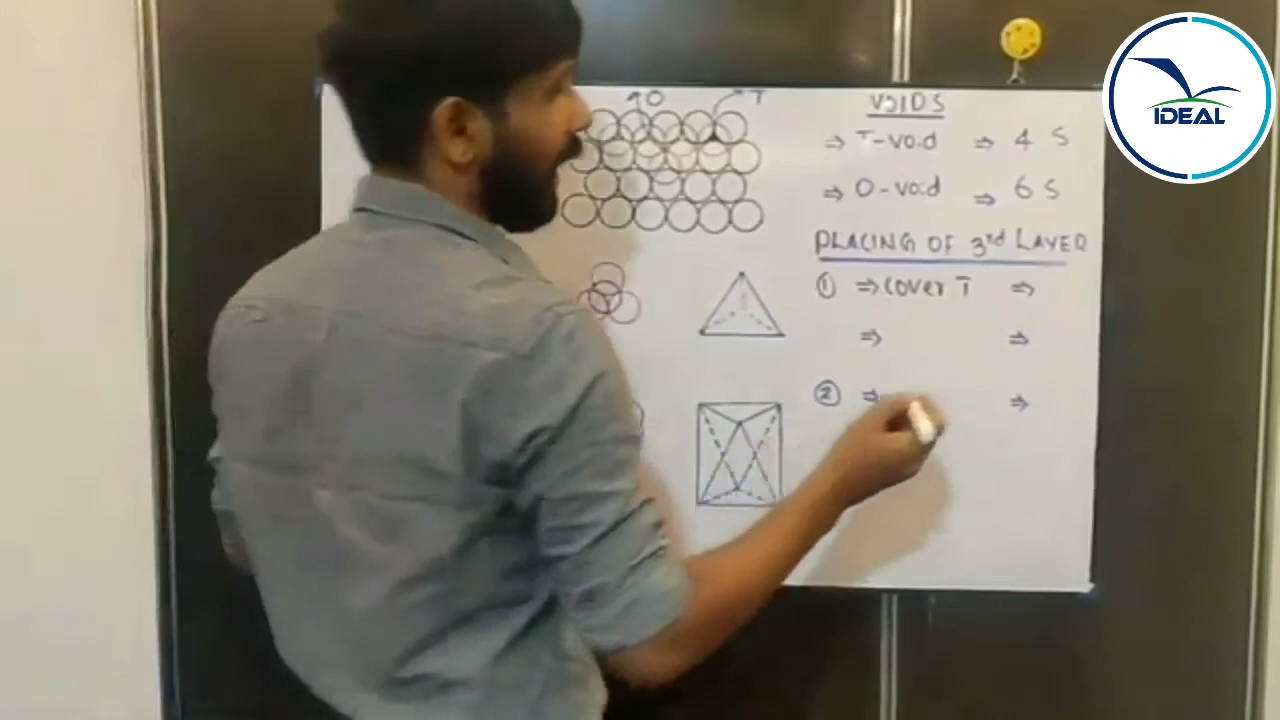 O T
VOIDS
⇒ T-void ⇒ 4 S
⇒ O-void ⇒ 6 S
PLACING OF 3rd LAYER
① ⇒ COVER T ⇒
⇒ ⇒
② ⇒ ⇒
IDEAL